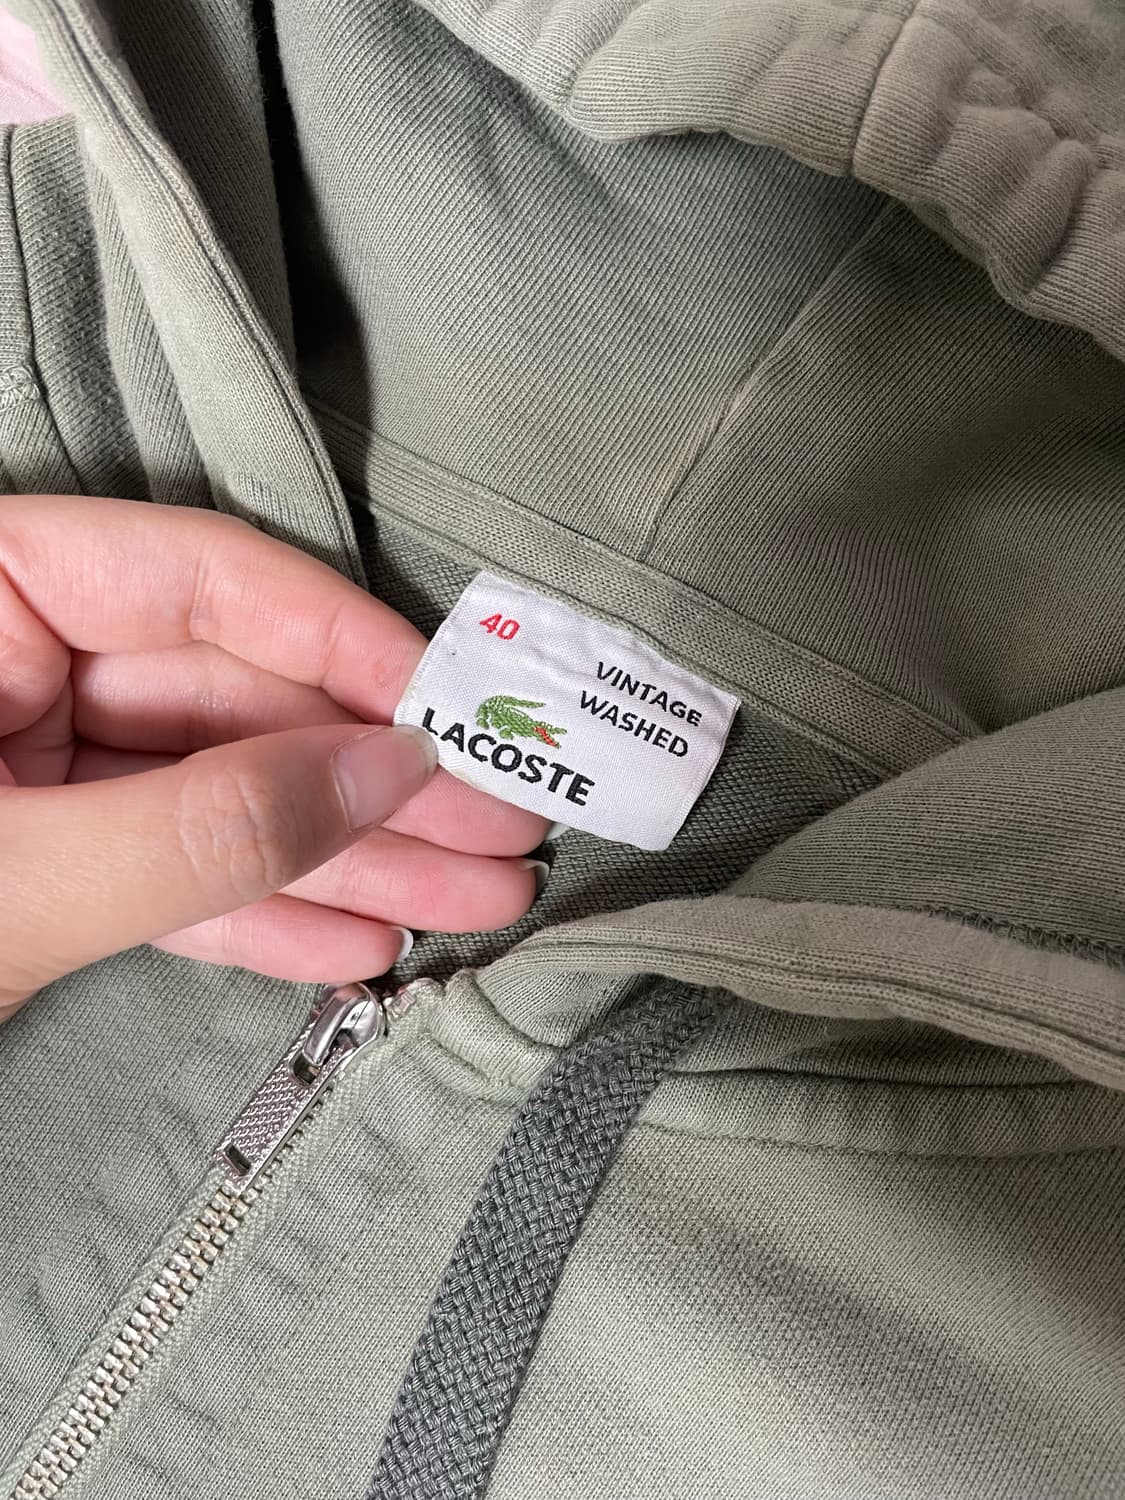 40
VINTAGE
WASHED
LACOSTE